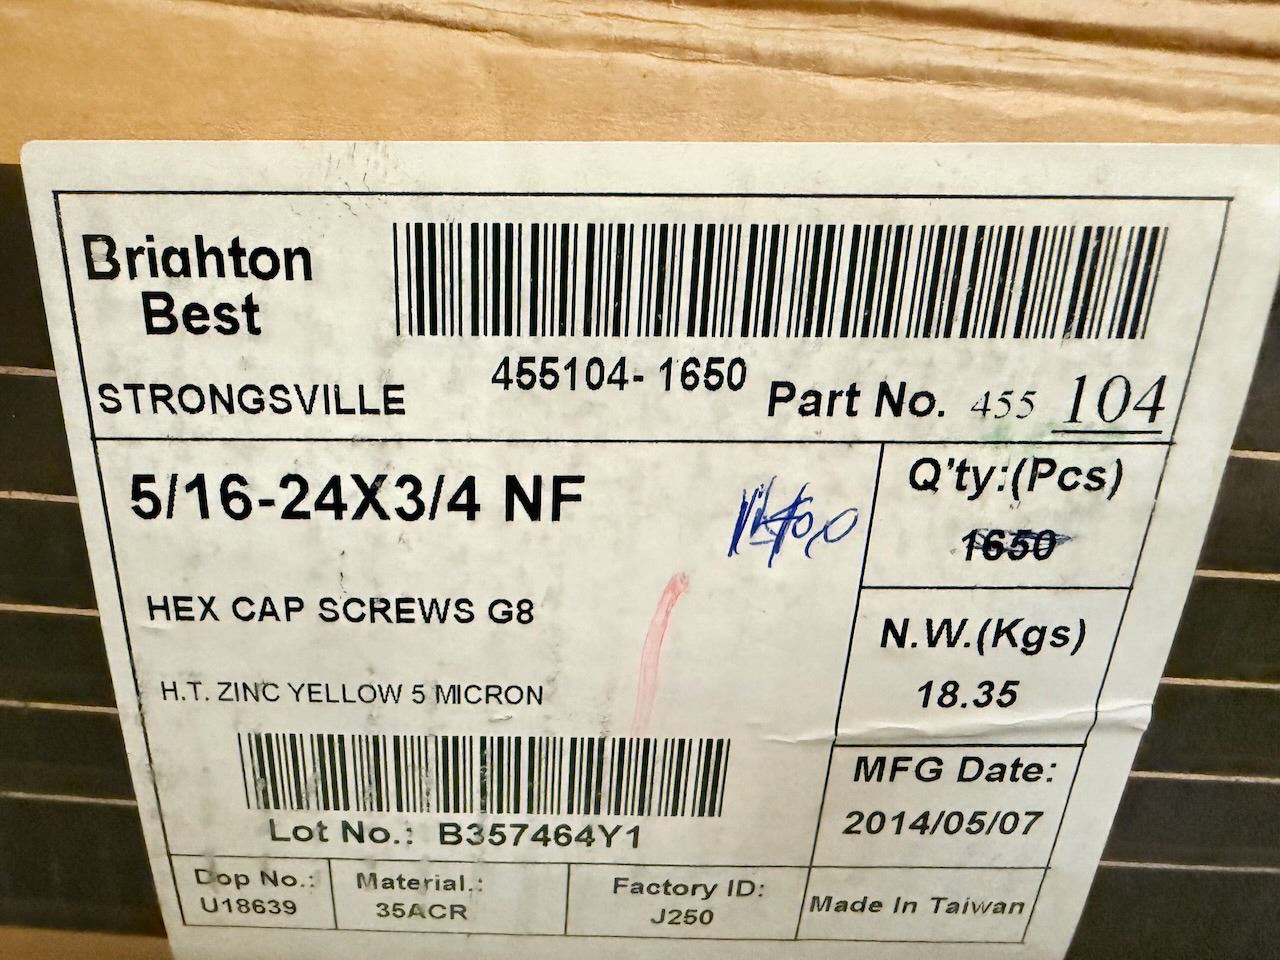 Brighton
Best
STRONGSVILLE
455104-1650
Part No. 455 104
5/16-24X3/4 NF
HEX CAP SCREWS G8
H.T. ZINC YELLOW 5 MICRON
Lot No.: B357464Y1
Q'ty:(Pcs)
1650
N.W.(Kgs)
18.35
MFG Date:
2014/05/07
Dop No.:
U18639
Material.:
35ACR
Factory ID:
J250
Made In Taiwan